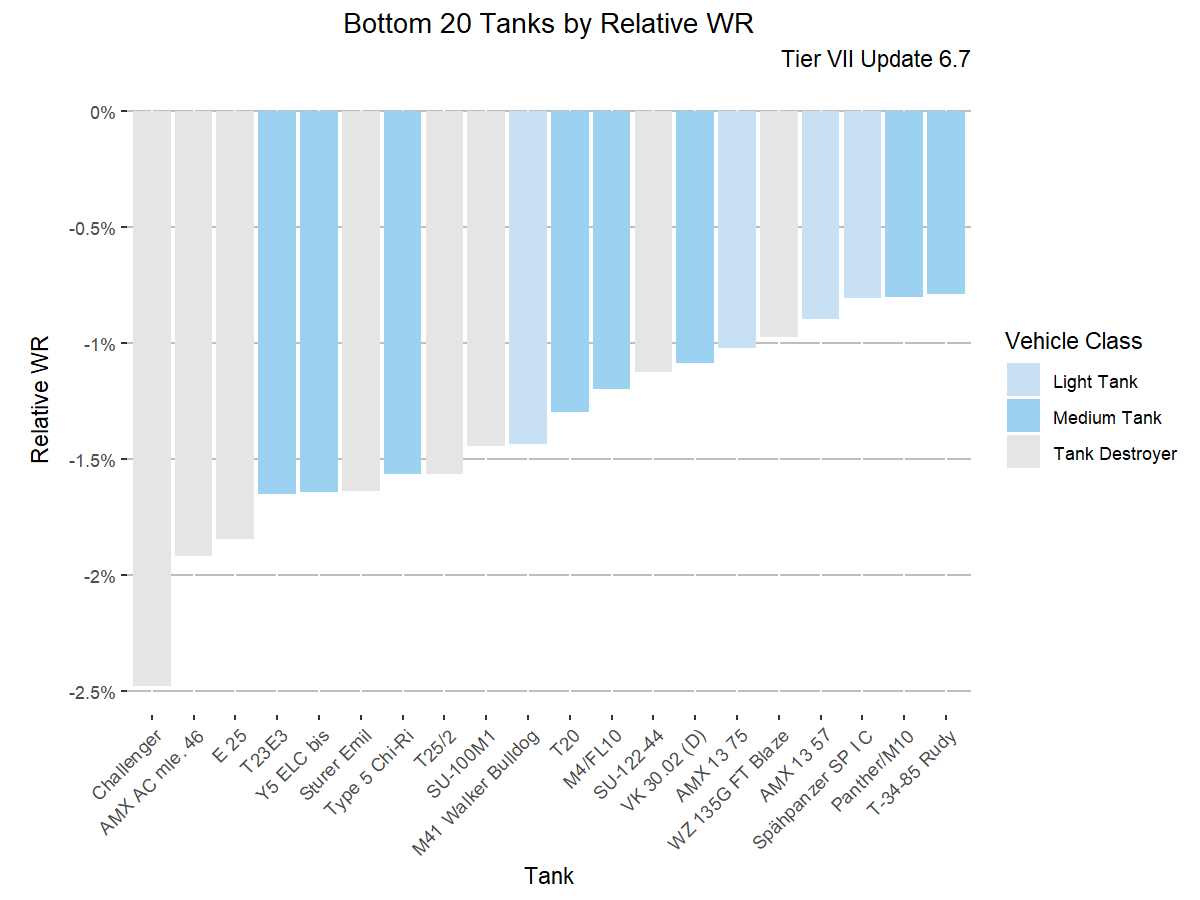 Bottom 20 Tanks by Relative WR
Tier VII Update 6.7
0%
-0.5%
-1%
-1.5%
-2%
-2.5%
Relative WR
Challenger
AMX AC mle. 46
E 25
T23E3
Y5 ELC bis
Sturer Emil
Type 5 Chi-Ri
T25/2
SU-100M1
M41 Walker Bulldog
T20
M4/FL10
SU-122-44
VK 30.02 (D)
AMX 13 75
WZ 135G FT Blaze
AMX 13 57
Spähpanzer SP I C
Panther/M10
T-34-85 Rudy
Tank
Vehicle Class
Light Tank
Medium Tank
Tank Destroyer